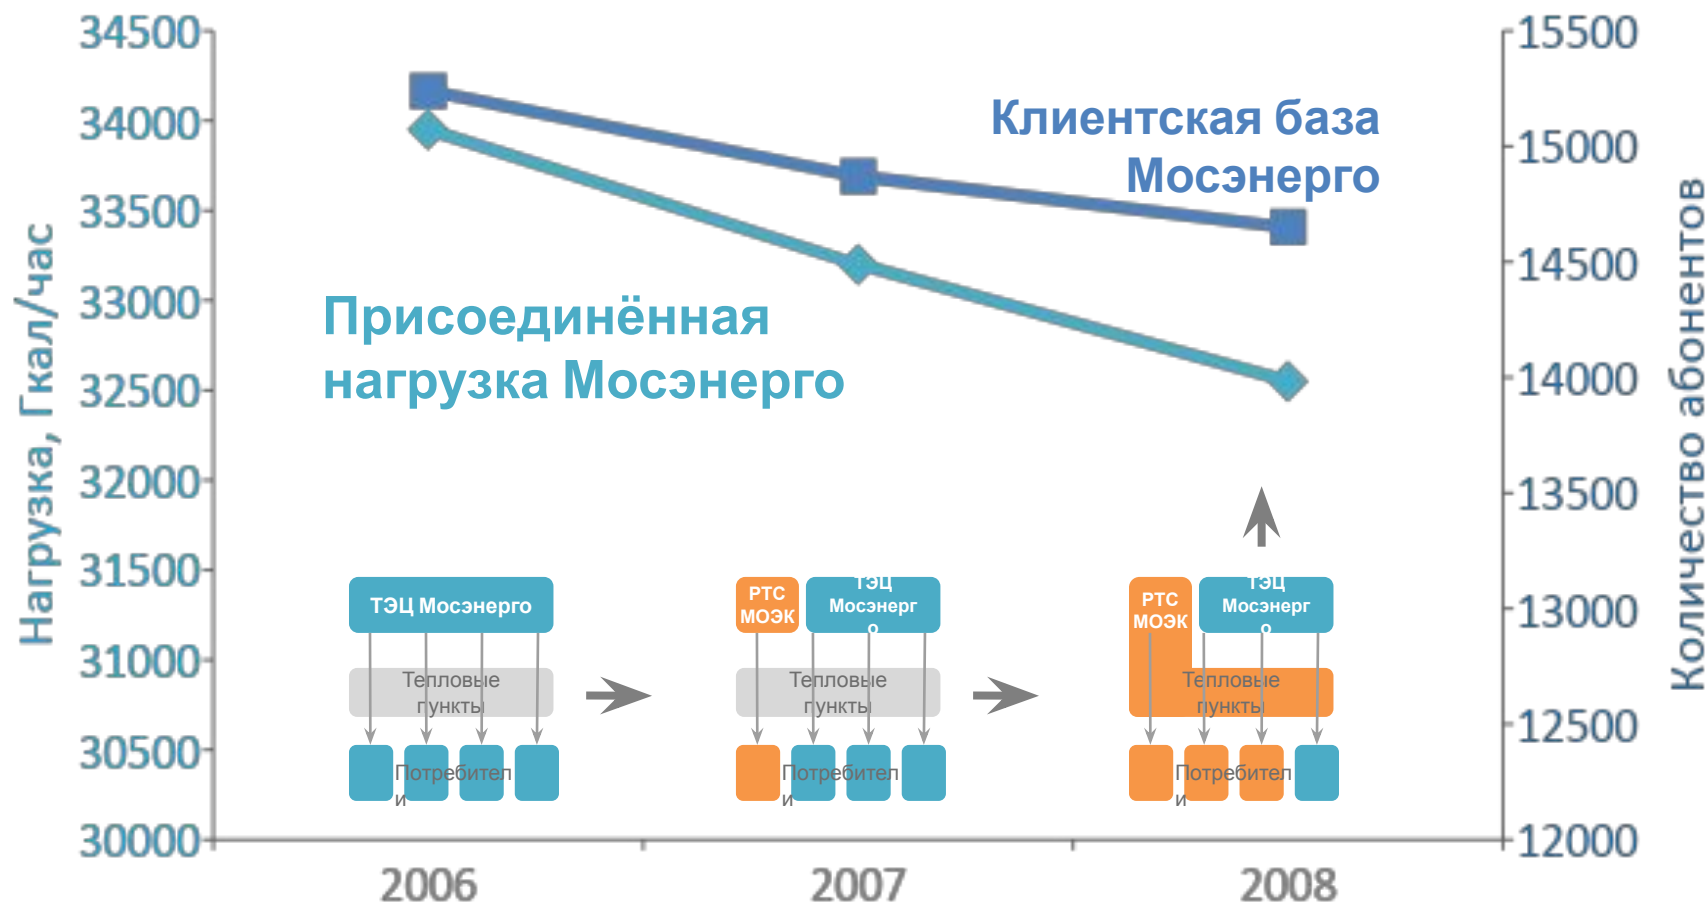 34500
34000
33500
33000
32500
32000
31500
31000
30500
30000
Нагрузка, Гкал/час
15500
15000
14500
14000
13500
13000
12500
12000
Количество абонентов
Клиентская база
Мосэнерго
Присоединённая
нагрузка Мосэнерго
ТЭЦ Мосэнерго
Тепловые
пункты
Потребител
и
РТС
МОЭК
ТЭЦ
Мосэнерг
о
Тепловые
пункты
Потребител
и
РТС
МОЭК
ТЭЦ
Мосэнерг
о
Тепловые
пункты
Потребител
и
2006
2007
2008